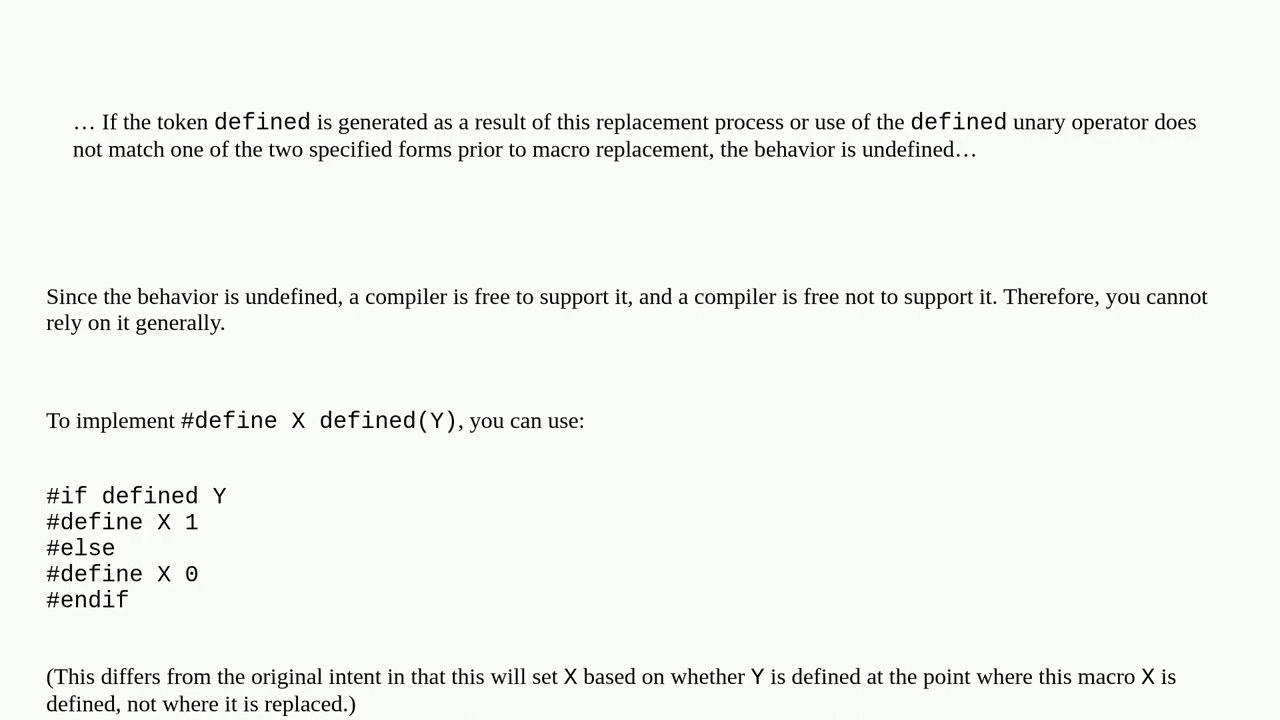 … If the token defined is generated as a result of this replacement process or use of the defined unary operator does
not match one of the two specified forms prior to macro replacement, the behavior is undefined…
Since the behavior is undefined, a compiler is free to support it, and a compiler is free not to support it. Therefore, you cannot
rely on it generally.
To implement #define X defined(Y), you can use:
#if defined Y
#define X 1
#else
#define X 0
#endif
(This differs from the original intent in that this will set X based on whether Y is defined at the point where this macro X is
defined, not where it is replaced.)